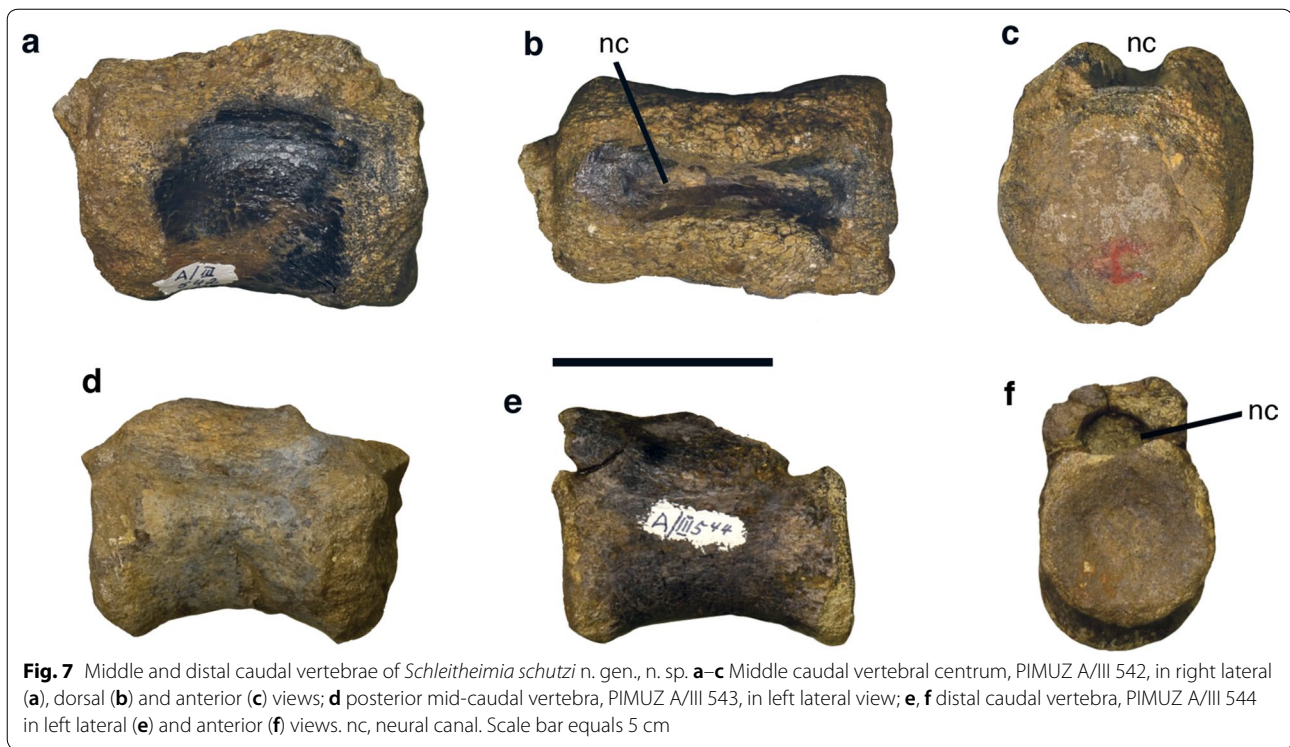 a
b
nc
c
nc
A/III
d
e
A/III 544
f
nc
Fig. 7 Middle and distal caudal vertebrae of Schleitheimia schutzi n. gen., n. sp. a–c Middle caudal vertebral centrum, PIMUZ A/III 542, in right lateral
(a), dorsal (b) and anterior (c) views; d posterior mid-caudal vertebra, PIMUZ A/III 543, in left lateral view; e, f distal caudal vertebra, PIMUZ A/III 544
in left lateral (e) and anterior (f) views. nc, neural canal. Scale bar equals 5 cm